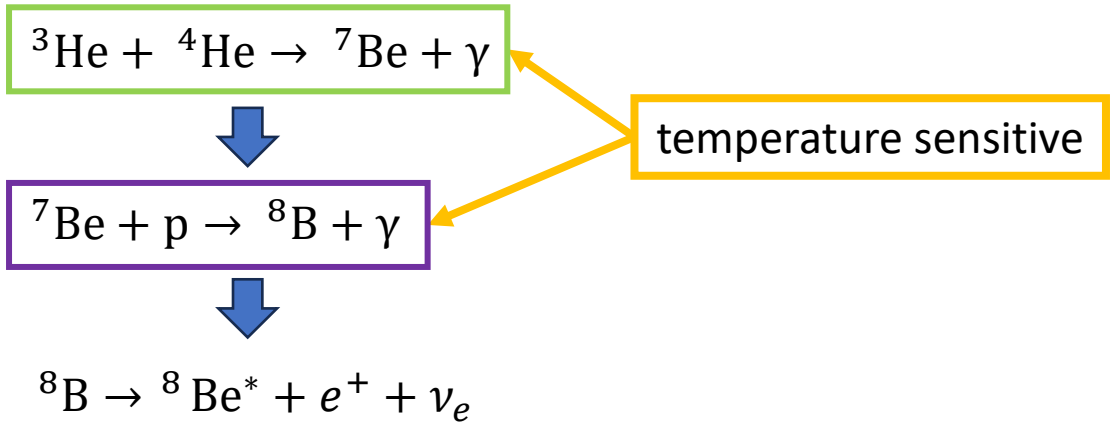 ³He + ⁴He → ⁷Be + γ
temperature sensitive
⁷Be + p → ⁸B + γ
⁸B → ⁸Be* + e⁺ + νₑ